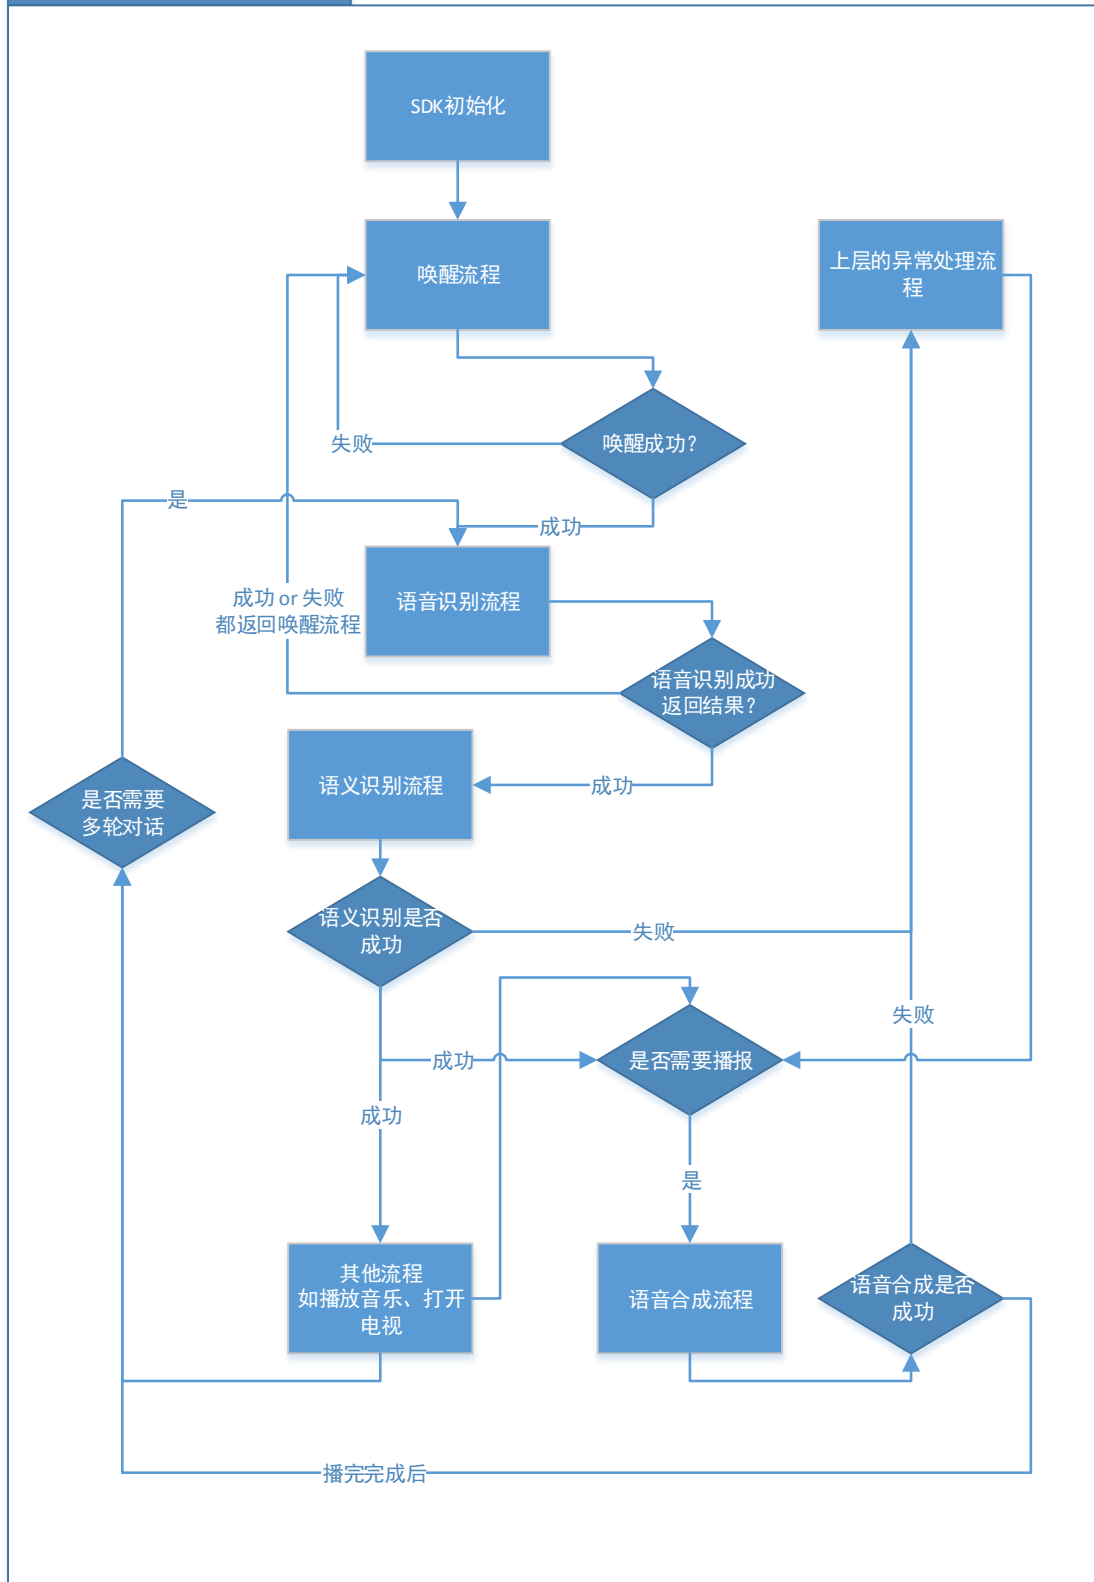 SDK初始化
唤醒流程
上层的异常处理流
程
唤醒成功？
失败
是
成功
语音识别流程
成功 or 失败
都返回唤醒流程
语音识别成功
返回结果？
语义识别流程
成功
是否需要
多轮对话
语义识别是否
成功
失败
失败
成功
是否需要播报
成功
是
其他流程
如播放音乐、打开
电视
语音合成流程
语音合成是否
成功
播完完成后